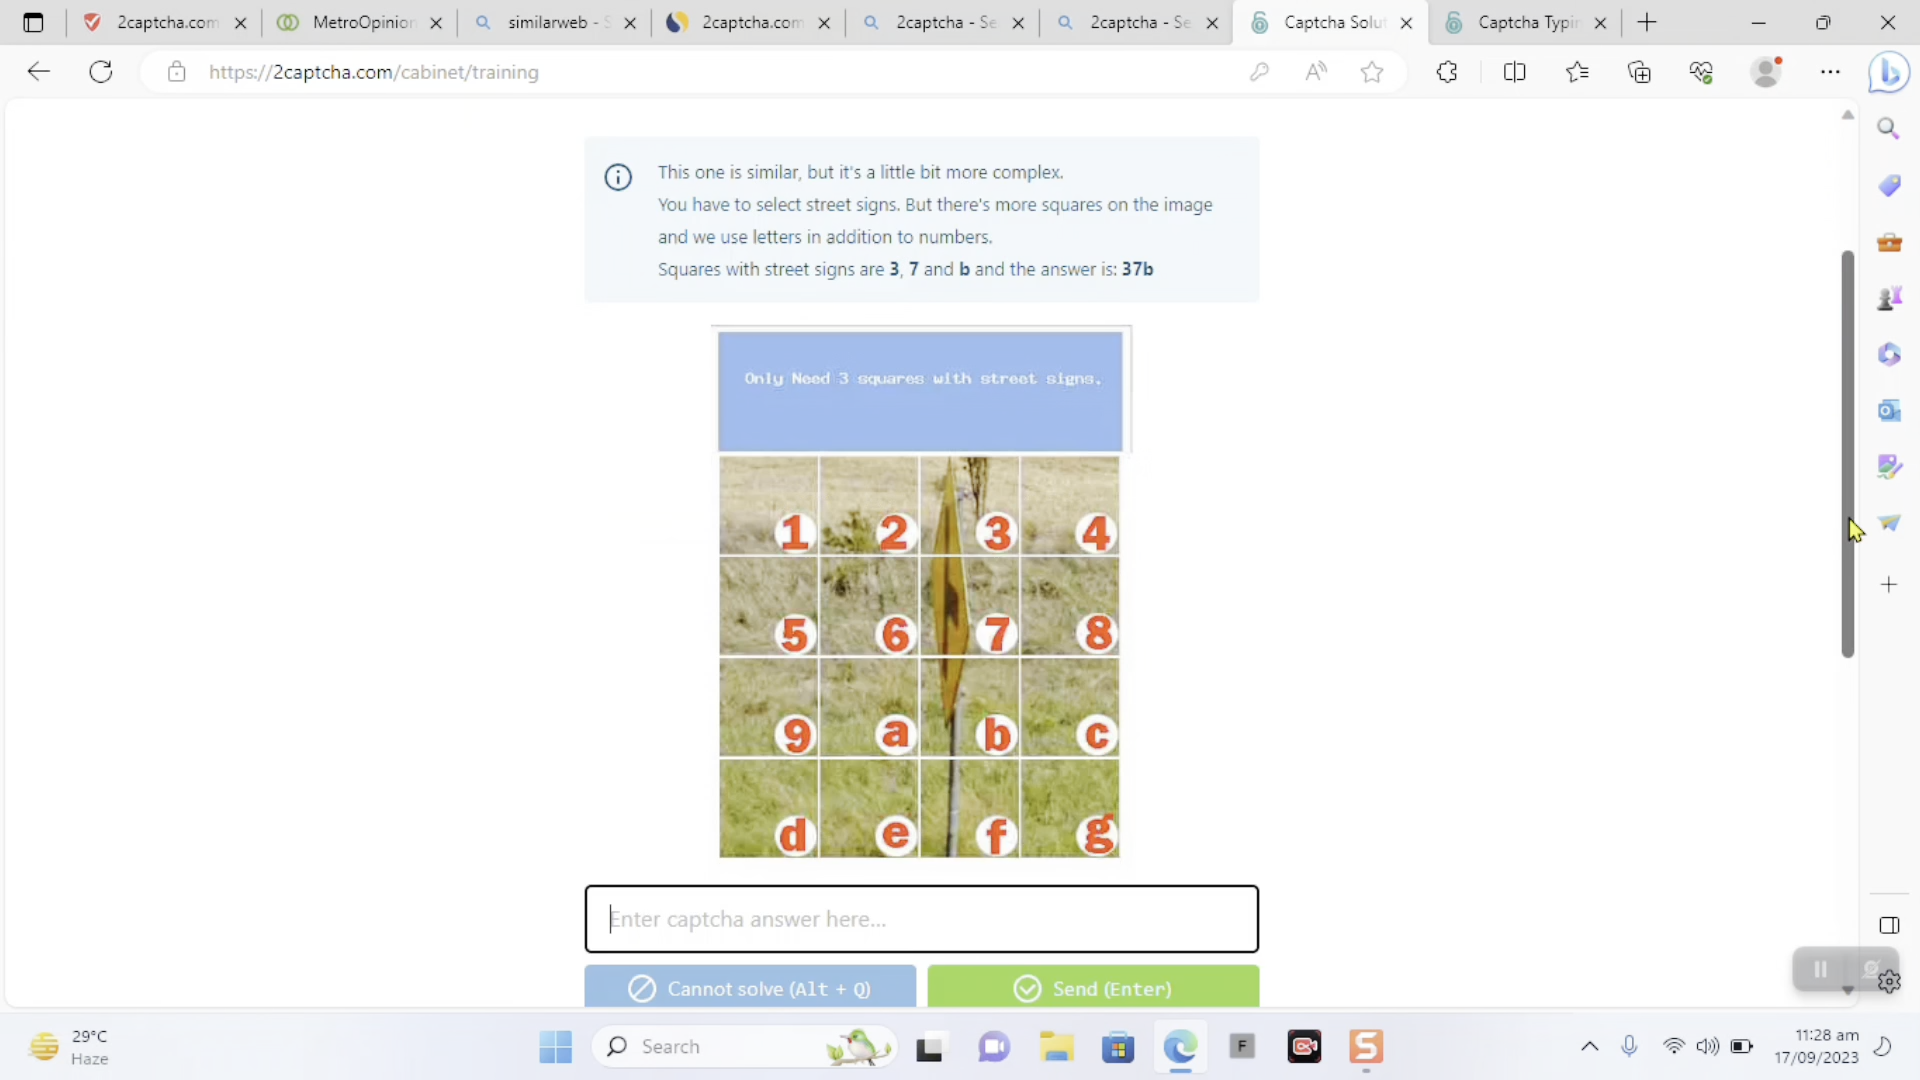 2captcha.com
MetroOpinion
similarweb - S
2captcha.com
2captcha - Se
2captcha - Se
Captcha Solut
Captcha Typin
https://2captcha.com/cabinet/training
This one is similar, but it's a little bit more complex.
You have to select street signs. But there's more squares on the image
and we use letters in addition to numbers.
Squares with street signs are 3, 7 and b and the answer is: 37b
Only Need 3 squares with street signs.
1 2 3 4
5 6 7 8
9 a b c
d e f g
Enter captcha answer here...
Cannot solve (Alt + Q)
Send (Enter)
29°C
Haze
Search
F
S
11:28 am
17/09/2023